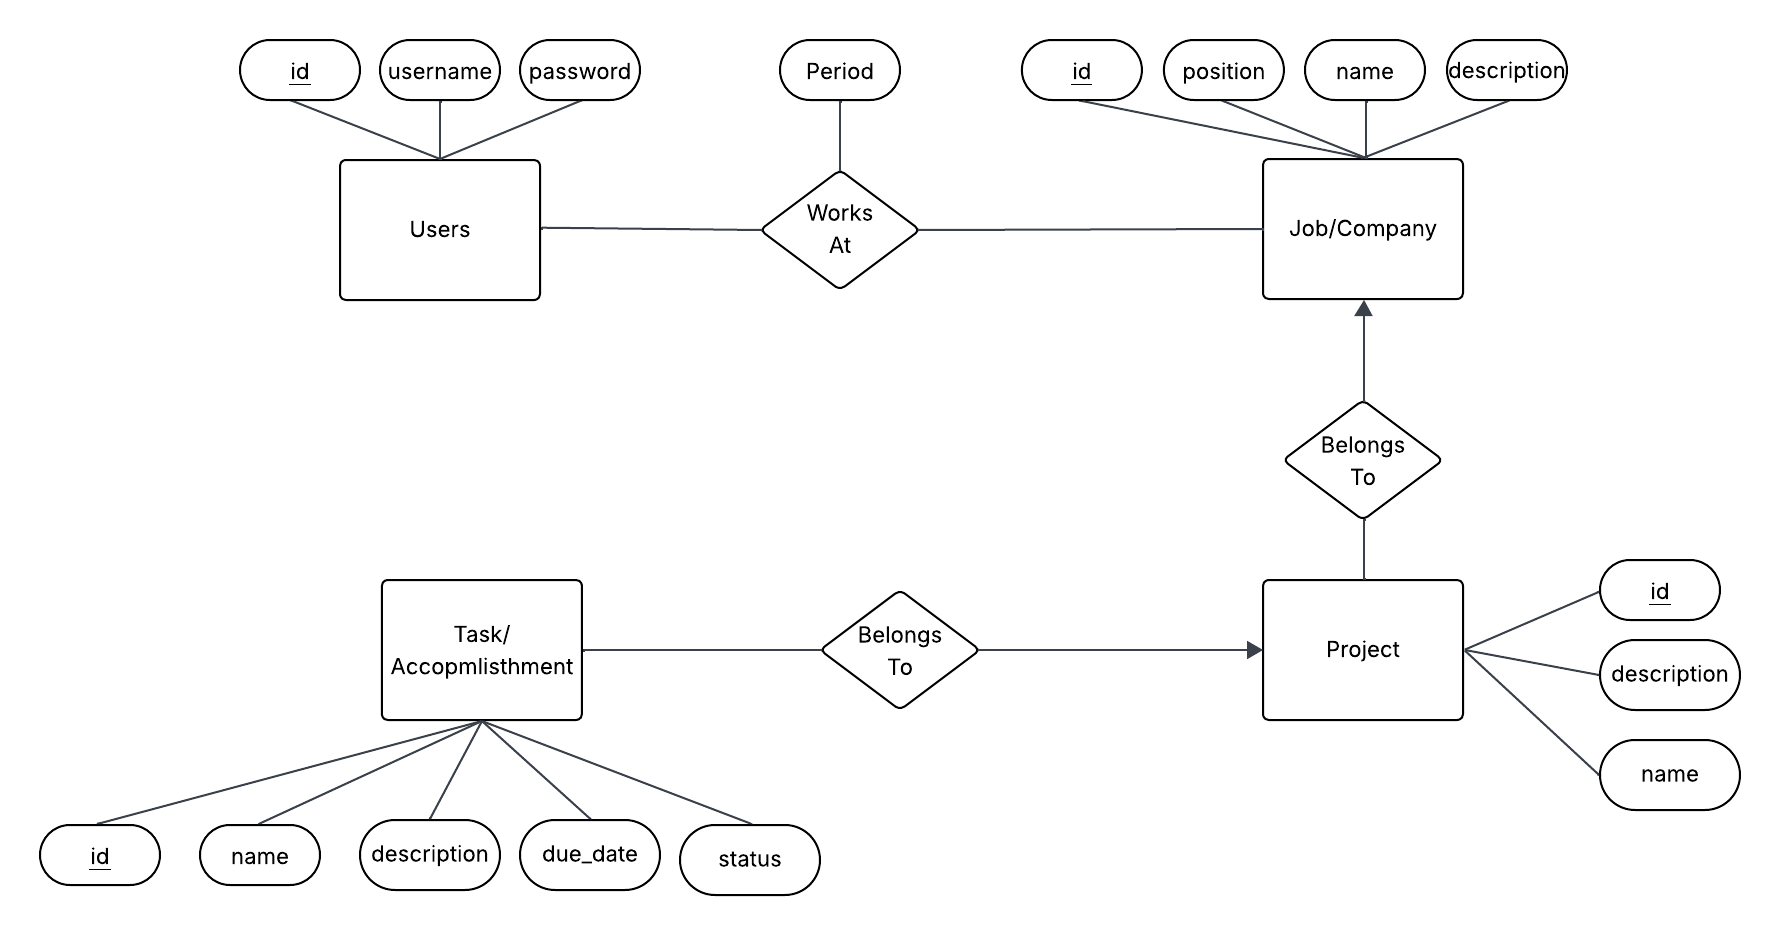 id
username
password
Period
id
position
name
description
Users
Works
At
Job/Company
Belongs
To
Task/
Accopmlisthment
Belongs
To
Project
id
description
name
id
name
description
due_date
status